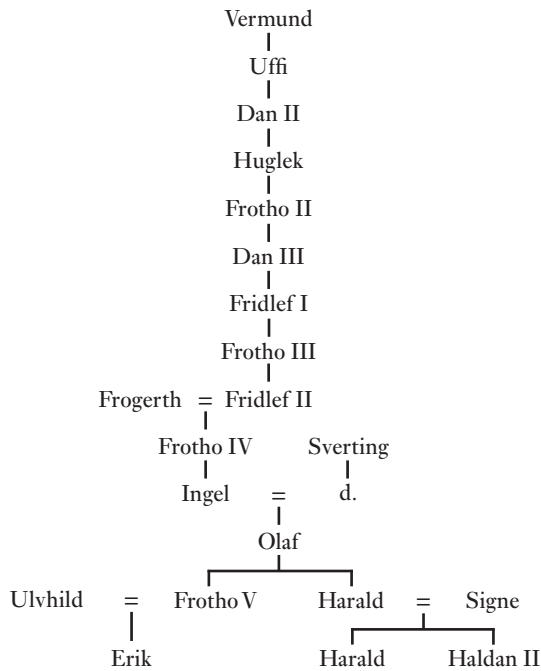 Vermund
Uffi
Dan II
Huglek
Frotho II
Dan III
Fridlef I
Frotho III
Frogerth = Fridlef II
Frotho IV Sverting
Ingel = d.
Olaf
Ulvhild = Frotho V Harald = Signe
Erik Harald Haldan II